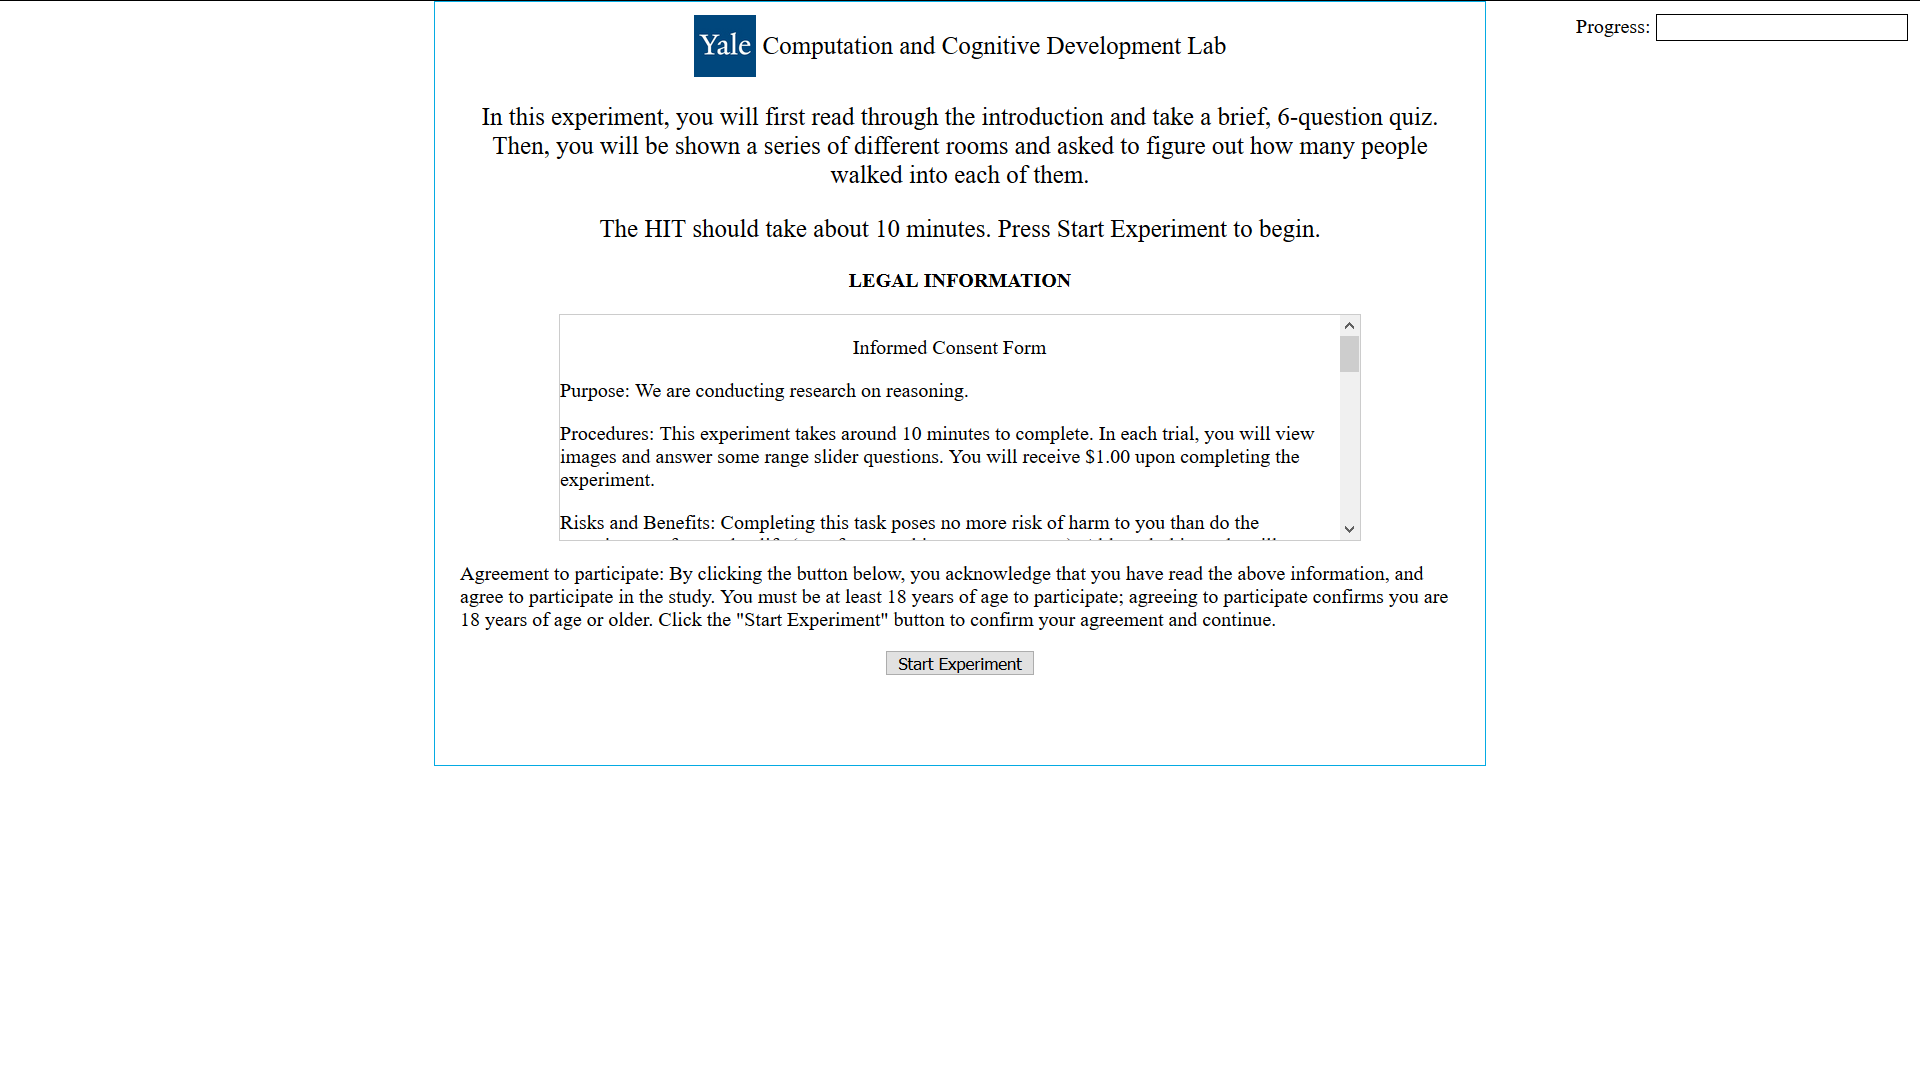 Yale Computation and Cognitive Development Lab
Progress:
In this experiment, you will first read through the introduction and take a brief, 6-question quiz.
Then, you will be shown a series of different rooms and asked to figure out how many people
walked into each of them.
The HIT should take about 10 minutes. Press Start Experiment to begin.
LEGAL INFORMATION
Informed Consent Form
Purpose: We are conducting research on reasoning.
Procedures: This experiment takes around 10 minutes to complete. In each trial, you will view
images and answer some range slider questions. You will receive $1.00 upon completing the
experiment.
Risks and Benefits: Completing this task poses no more risk of harm to you than do the
Agreement to participate: By clicking the button below, you acknowledge that you have read the above information, and
agree to participate in the study. You must be at least 18 years of age to participate; agreeing to participate confirms you are
18 years of age or older. Click the "Start Experiment" button to confirm your agreement and continue.
Start Experiment